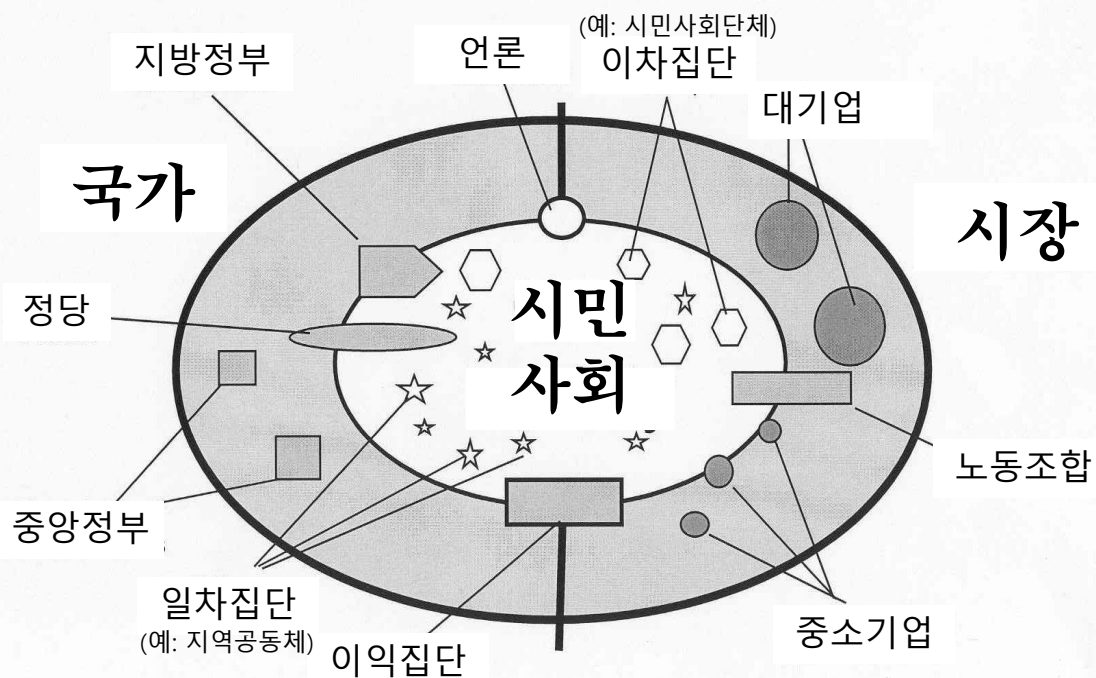 (예: 시민사회단체)
지방정부
언론
이차집단
대기업
국가
시장
정당
시민
사회
노동조합
중앙정부
일차집단
(예: 지역공동체)
이익집단
중소기업